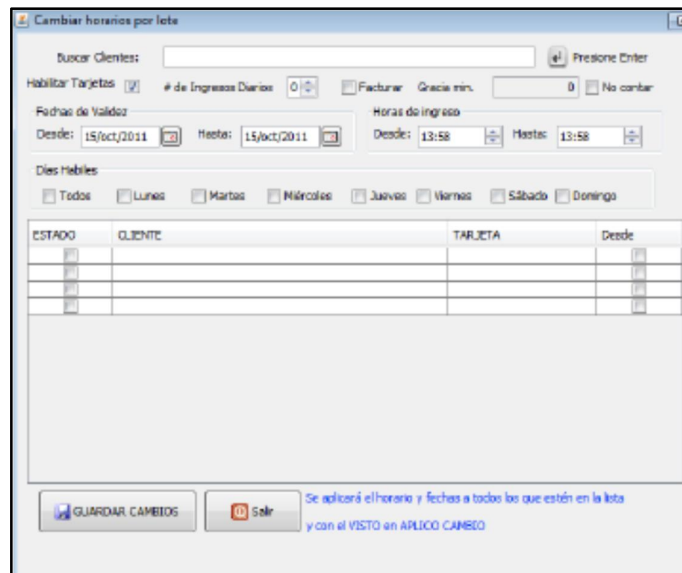 Cambiar horarios por lote
Buscar Clientes: Presione Enter
Habilitar Tarjetas # de Ingresos Diarios 0 Facturar Gracia min. 0 No contar
Fechas de Validez Horas de ingreso
Desde: 15/oct/2011 Hasta: 15/oct/2011 Desde: 13:58 Hasta: 13:58
Dias Habiles
Todos Lunes Martes Miércoles Jueves Viernes Sábado Domingo
ESTADO CLIENTE TARJETA Desde
GUARDAR CAMBIOS Salir Se aplicará el horario y fechas a todos los que estén en la lista
y con el VISTO en APLICO CAMBIO